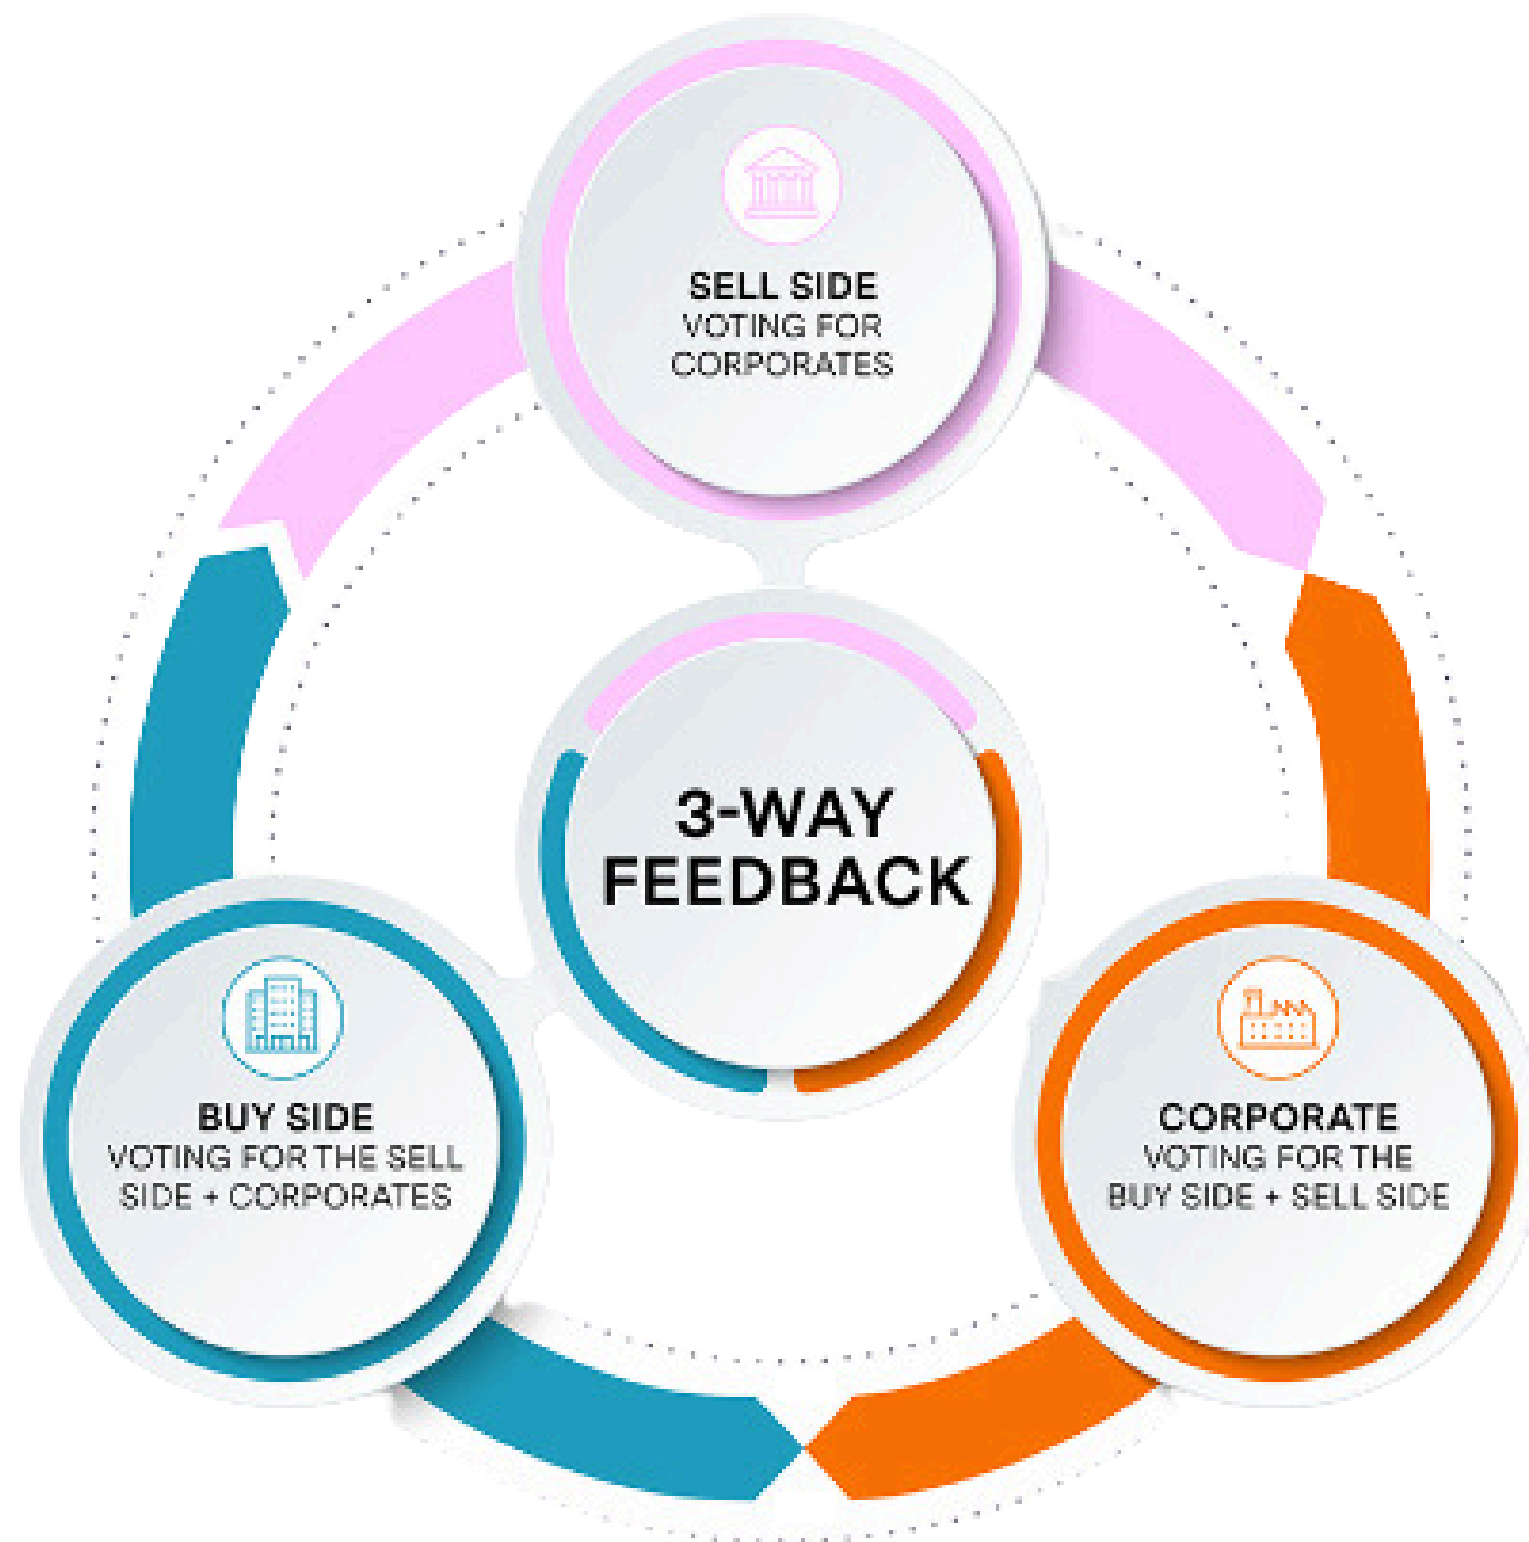 SELL SIDE
VOTING FOR
CORPORATES
3-WAY
FEEDBACK
BUY SIDE
VOTING FOR THE SELL
SIDE + CORPORATES
CORPORATE
VOTING FOR THE
BUY SIDE + SELL SIDE